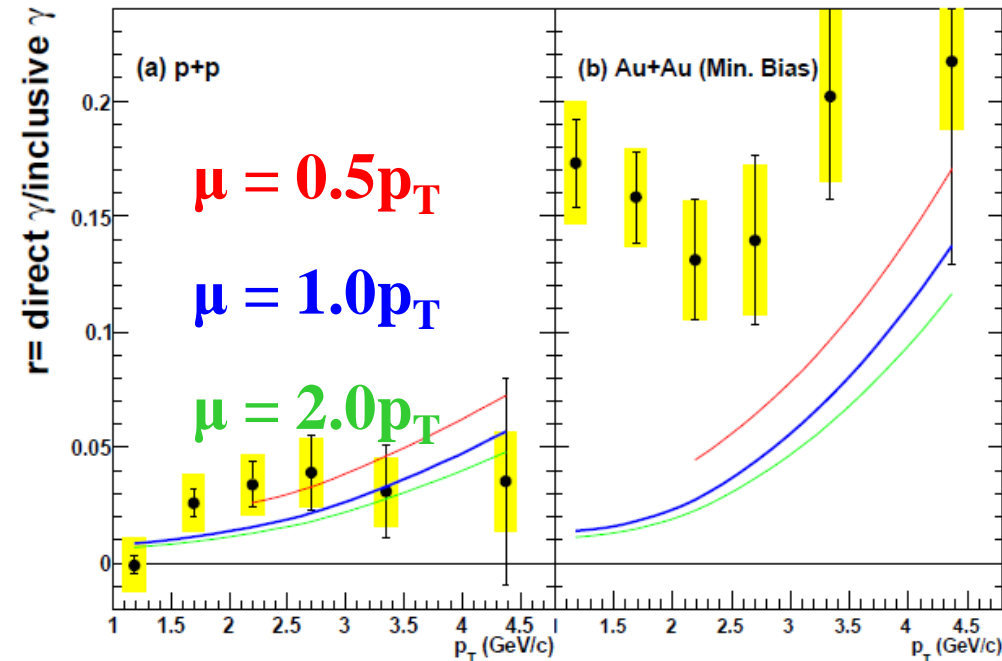 r= direct γ/inclusive γ
(a) p+p
(b) Au+Au (Min. Bias)
0.2
μ = 0.5p_T
0.15
μ = 1.0p_T
0.1
μ = 2.0p_T
0.05
0
1 1.5 2 2.5 3 3.5 4 4.5 l 1.5 2 2.5 3 3.5 4 4.5
p_T (GeV/c) p_T (GeV/c)